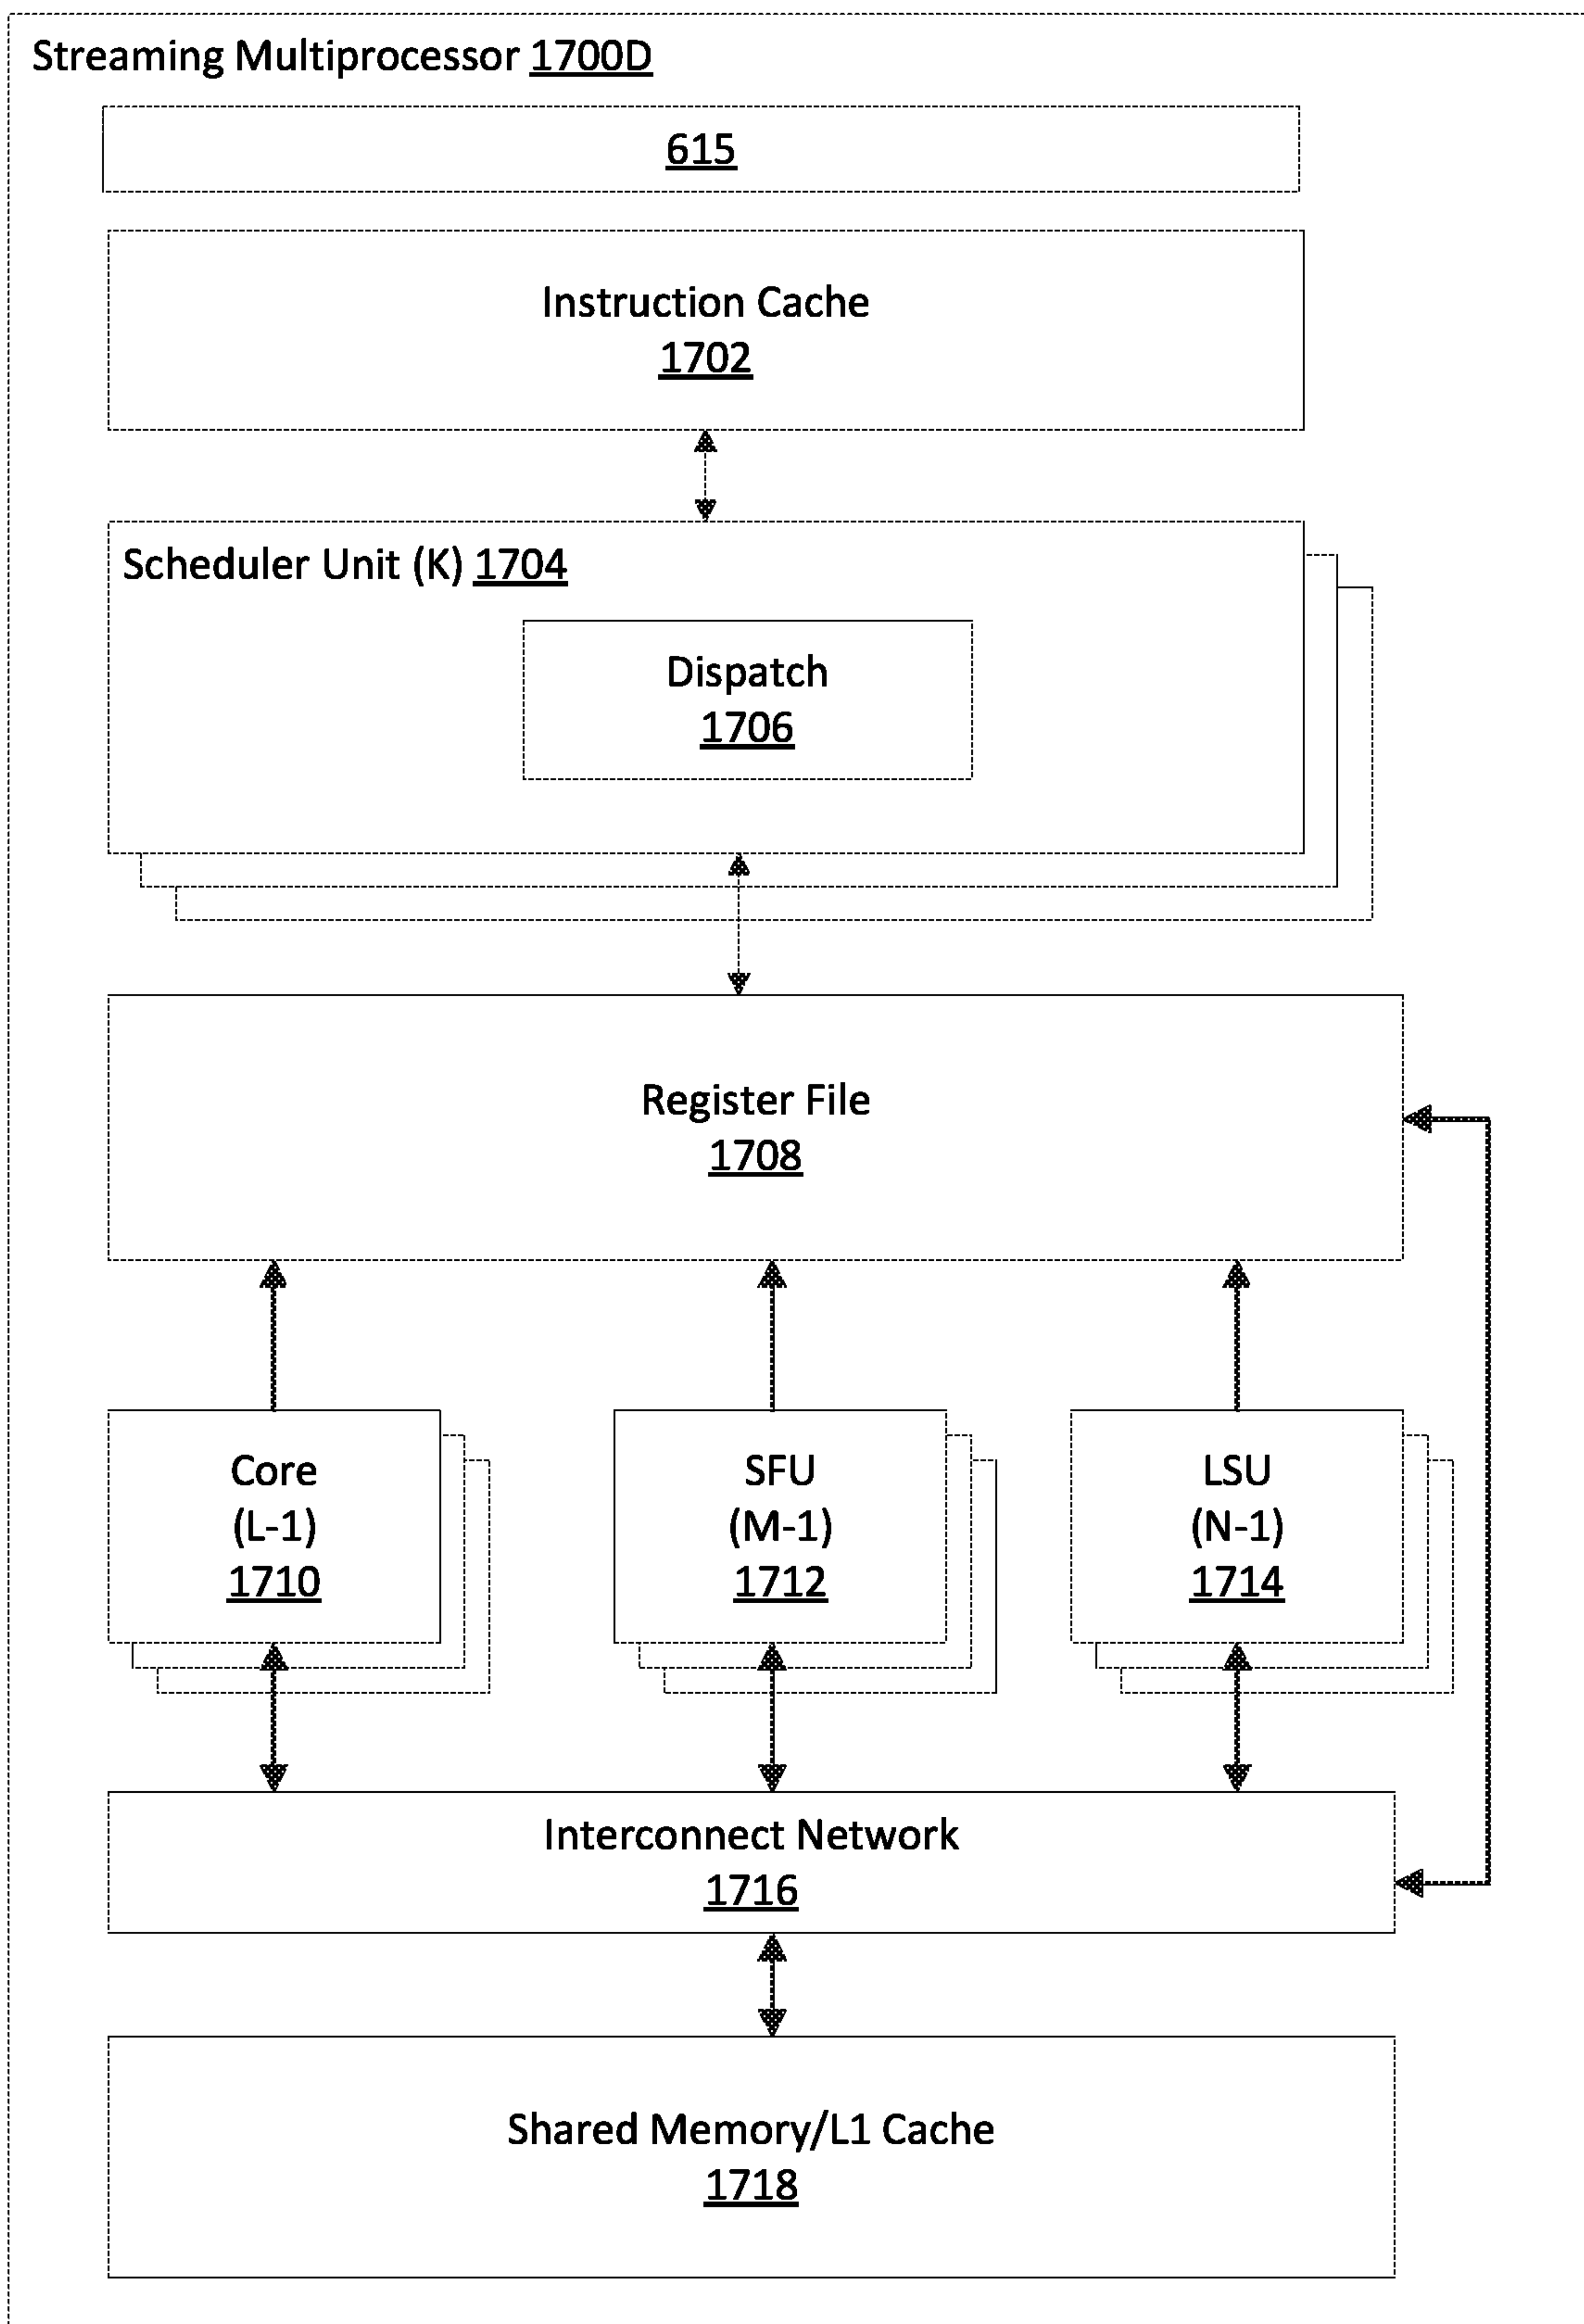 Streaming Multiprocessor 1700D
615
Instruction Cache
1702
Scheduler Unit (K) 1704
Dispatch
1706
Register File
1708
Core
(L-1)
1710
SFU
(M-1)
1712
LSU
(N-1)
1714
Interconnect Network
1716
Shared Memory/L1 Cache
1718